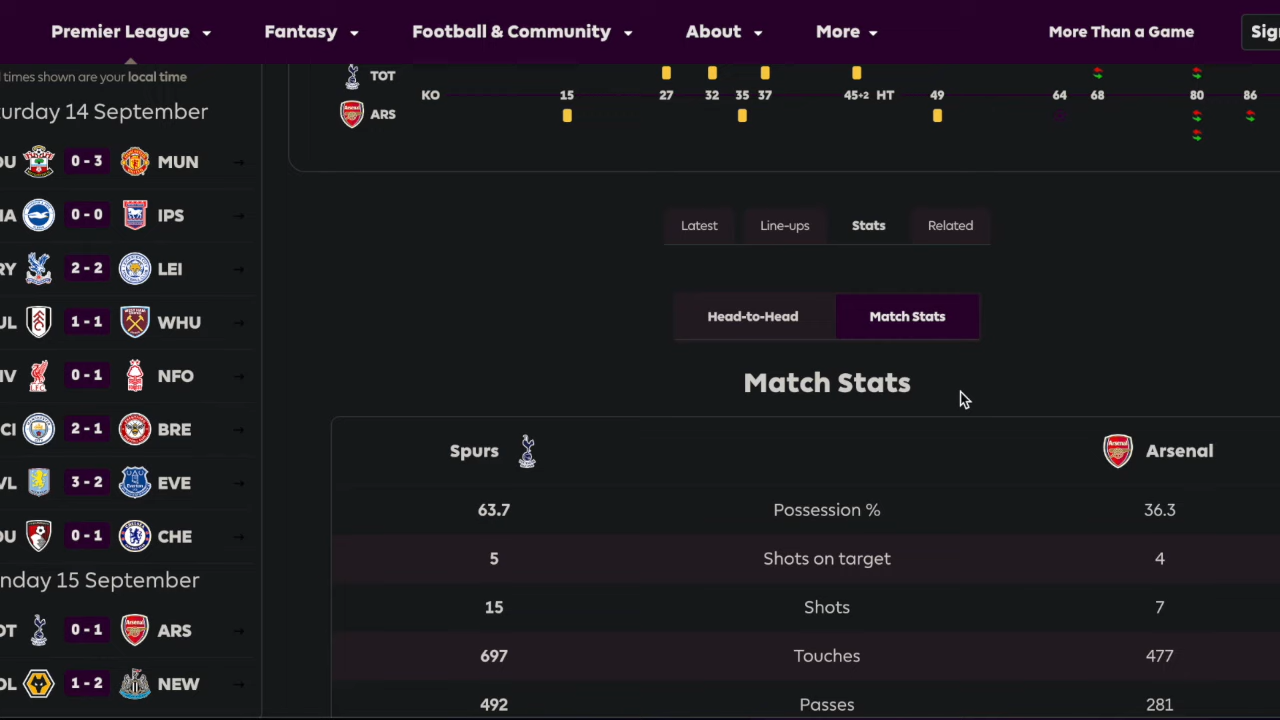 Premier League Fantasy Football & Community About More More Than a Game Sign
times shown are your local time
turday 14 September
OU 0 - 3 MUN
HA 0 - 0 IPS
RY 2 - 2 LEI
UL 1 - 1 WHU
IV 0 - 1 NFO
CI 2 - 1 BRE
VL 3 - 2 EVE
OU 0 - 1 CHE
nday 15 September
OT 0 - 1 ARS
OL 1 - 2 NEW
TOT
KO 15 27 32 35 37 45+2 HT 49 64 68 80 86
ARS
Latest Line-ups Stats Related
Head-to-Head Match Stats
Match Stats
Spurs Arsenal
63.7 Possession % 36.3
5 Shots on target 4
15 Shots 7
697 Touches 477
492 Passes 281